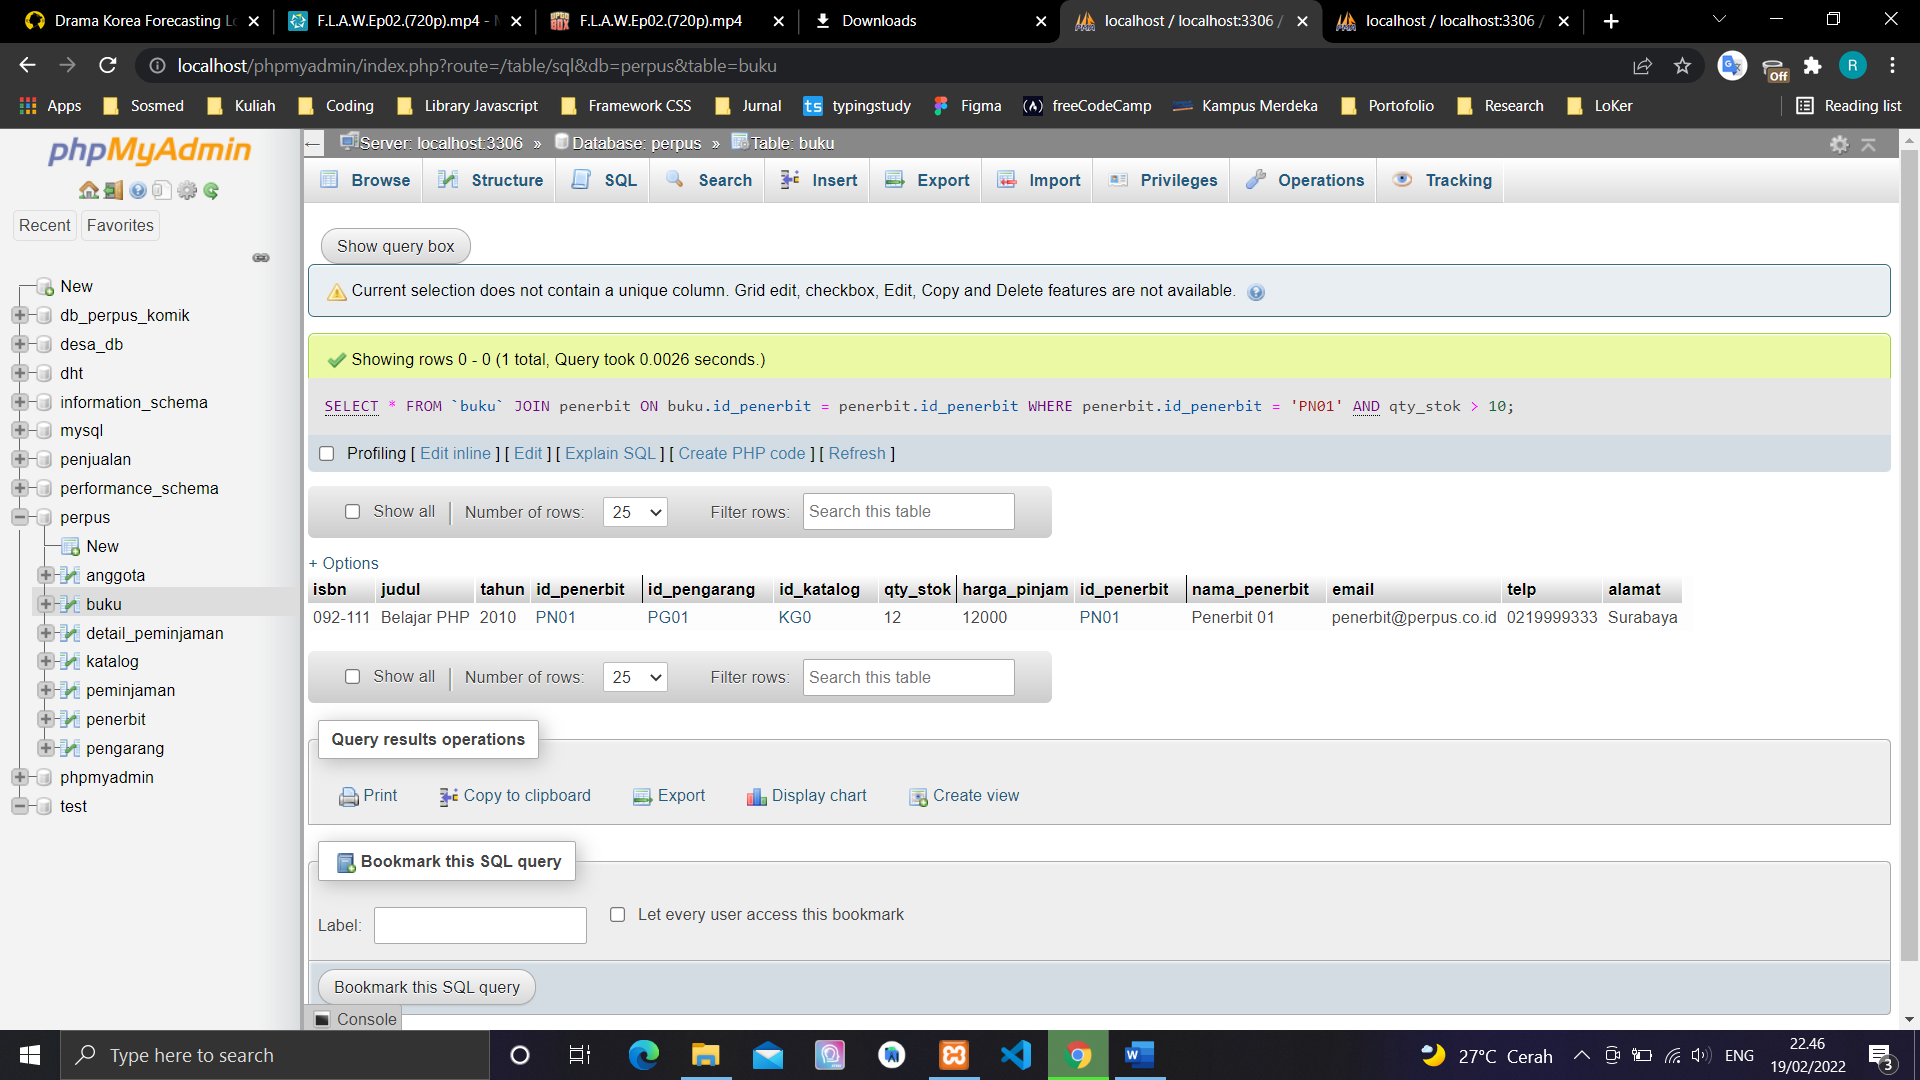 Drama Korea Forecasting Lo
F.L.A.W.Ep02.(720p).mp4 - M
F.L.A.W.Ep02.(720p).mp4
Downloads
localhost / localhost:3306 /
localhost / localhost:3306 /
localhost/phpmyadmin/index.php?route=/table/sql&db=perpus&table=buku
Off
R
Apps
Sosmed
Kuliah
Coding
Library Javascript
Framework CSS
Jurnal
ts typingstudy
Figma
(A) freeCodeCamp
Kampus Merdeka
Portofolio
Research
LoKer
Reading list
phpMyAdmin
Recent
Favorites
New
db_perpus_komik
desa_db
dht
information_schema
mysql
penjualan
performance_schema
perpus
New
anggota
buku
detail_peminjaman
katalog
peminjaman
penerbit
pengarang
phpmyadmin
test
Server: localhost:3306 » Database: perpus » Table: buku
Browse Structure SQL Search Insert Export Import Privileges Operations Tracking
Show query box
Current selection does not contain a unique column. Grid edit, checkbox, Edit, Copy and Delete features are not available.
Showing rows 0 - 0 (1 total, Query took 0.0026 seconds.)
SELECT * FROM `buku` JOIN penerbit ON buku.id_penerbit = penerbit.id_penerbit WHERE penerbit.id_penerbit = 'PN01' AND qty_stok > 10;
Profiling [ Edit inline ] [ Edit ] [ Explain SQL ] [ Create PHP code ] [ Refresh ]
Show all | Number of rows: 25 Filter rows: Search this table
+ Options
isbn judul tahun id_penerbit id_pengarang id_katalog qty_stok harga_pinjam id_penerbit nama_penerbit email telp alamat
092-111 Belajar PHP 2010 PN01 PG01 KG0 12 12000 PN01 Penerbit 01 penerbit@perpus.co.id 0219999333 Surabaya
Show all | Number of rows: 25 Filter rows: Search this table
Query results operations
Print Copy to clipboard Export Display chart Create view
Bookmark this SQL query
Label: Let every user access this bookmark
Bookmark this SQL query
Console
Type here to search
27°C Cerah
ENG
22.46
19/02/2022
3